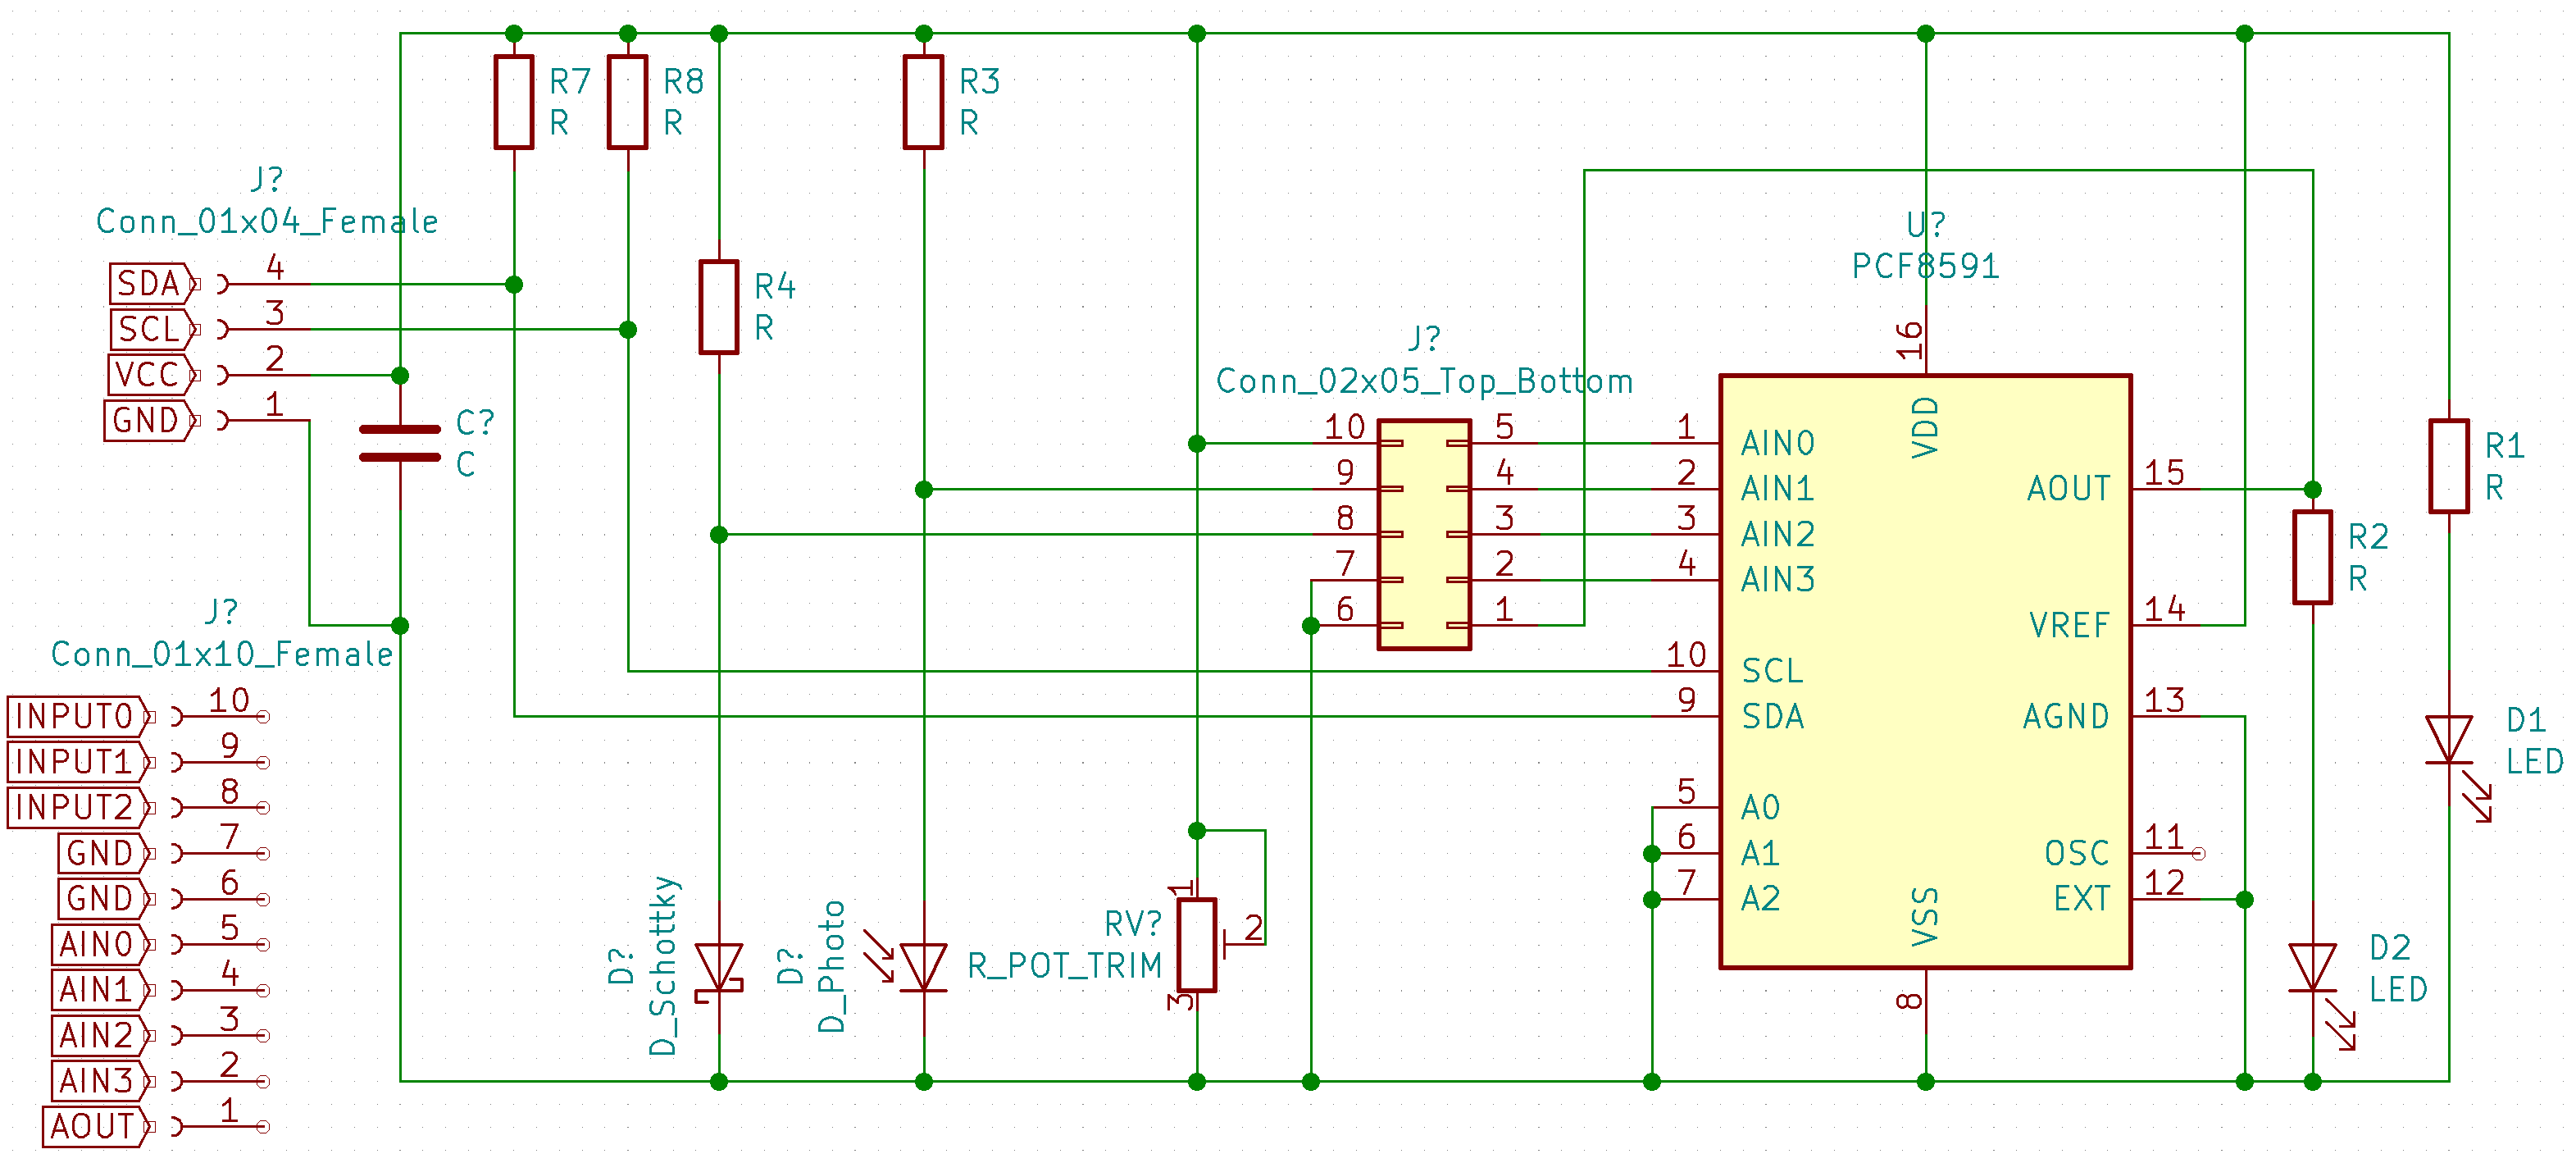 R7
R
R8
R
R3
R
J?
Conn_01x04_Female
SDA 4
SCL 3
VCC 2
GND 1
C?
C
R4
R
J?
Conn_02x05_Top_Bottom
10 5
9 4
8 3
7 2
6 1
U?
PCF8591
16
VDD
1 AIN0
2 AIN1
3 AIN2
4 AIN3
10 SCL
9 SDA
5 A0
6 A1
7 A2
AOUT 15
VREF 14
AGND 13
OSC 11
EXT 12
VSS
8
R1
R
R2
R
D1
LED
D2
LED
J?
Conn_01x10_Female
INPUT0 10
INPUT1 9
INPUT2 8
GND 7
GND 6
AIN0 5
AIN1 4
AIN2 3
AIN3 2
AOUT 1
D?
D_Schottky
D?
D_Photo
RV?
R_POT_TRIM
1
2
3